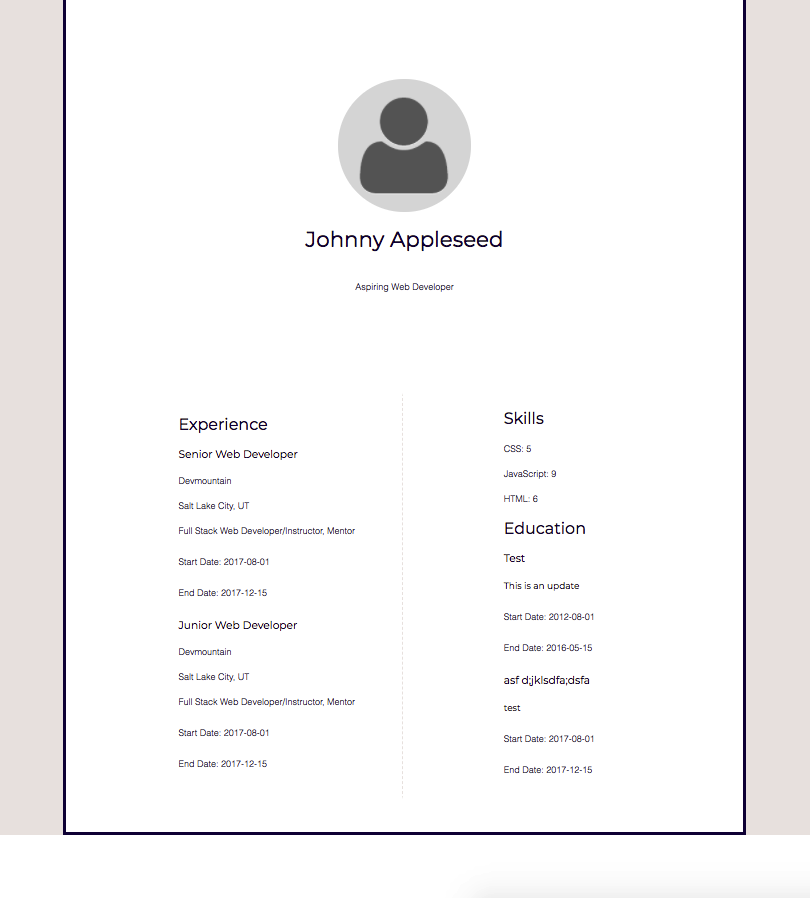 Johnny Appleseed
Aspiring Web Developer
Experience
Senior Web Developer
Devmountain
Salt Lake City, UT
Full Stack Web Developer/Instructor, Mentor
Start Date: 2017-08-01
End Date: 2017-12-15
Junior Web Developer
Devmountain
Salt Lake City, UT
Full Stack Web Developer/Instructor, Mentor
Start Date: 2017-08-01
End Date: 2017-12-15
Skills
CSS: 5
JavaScript: 9
HTML: 6
Education
Test
This is an update
Start Date: 2012-08-01
End Date: 2016-05-15
asf d;jklsdfa;dsfa
test
Start Date: 2017-08-01
End Date: 2017-12-15